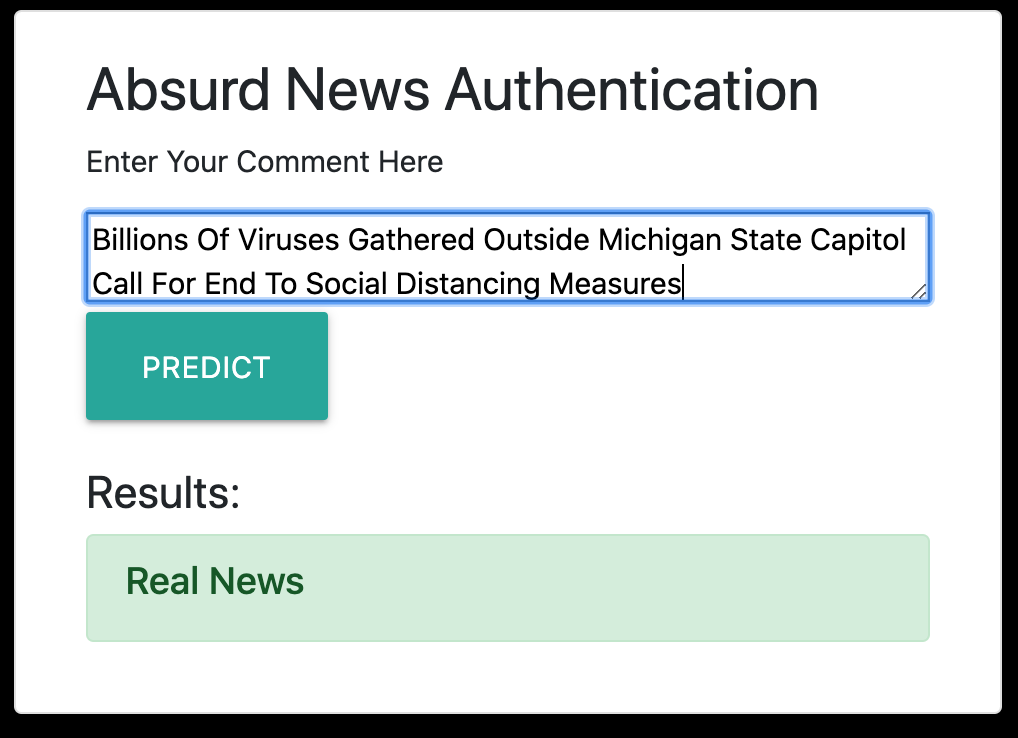 Absurd News Authentication
Enter Your Comment Here
Billions Of Viruses Gathered Outside Michigan State Capitol
Call For End To Social Distancing Measures
PREDICT
Results:
Real News